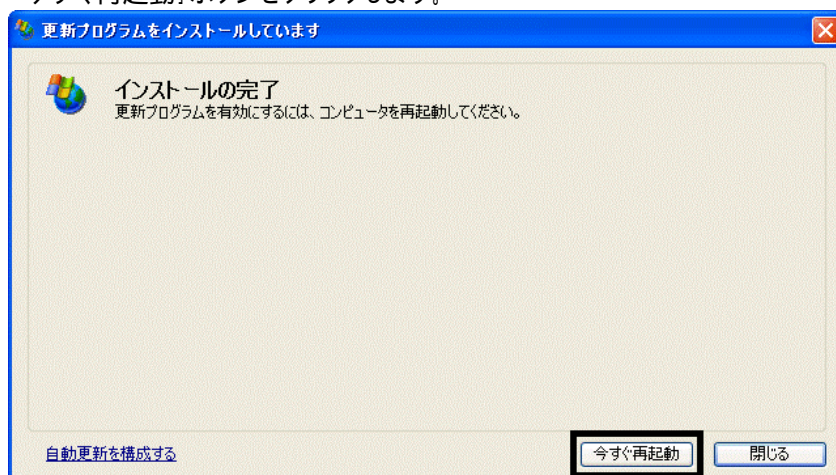 更新プログラムをインストールしています
インストールの完了
更新プログラムを有効にするには、コンピュータを再起動してください。
自動更新を構成する
今すぐ再起動
閉じる